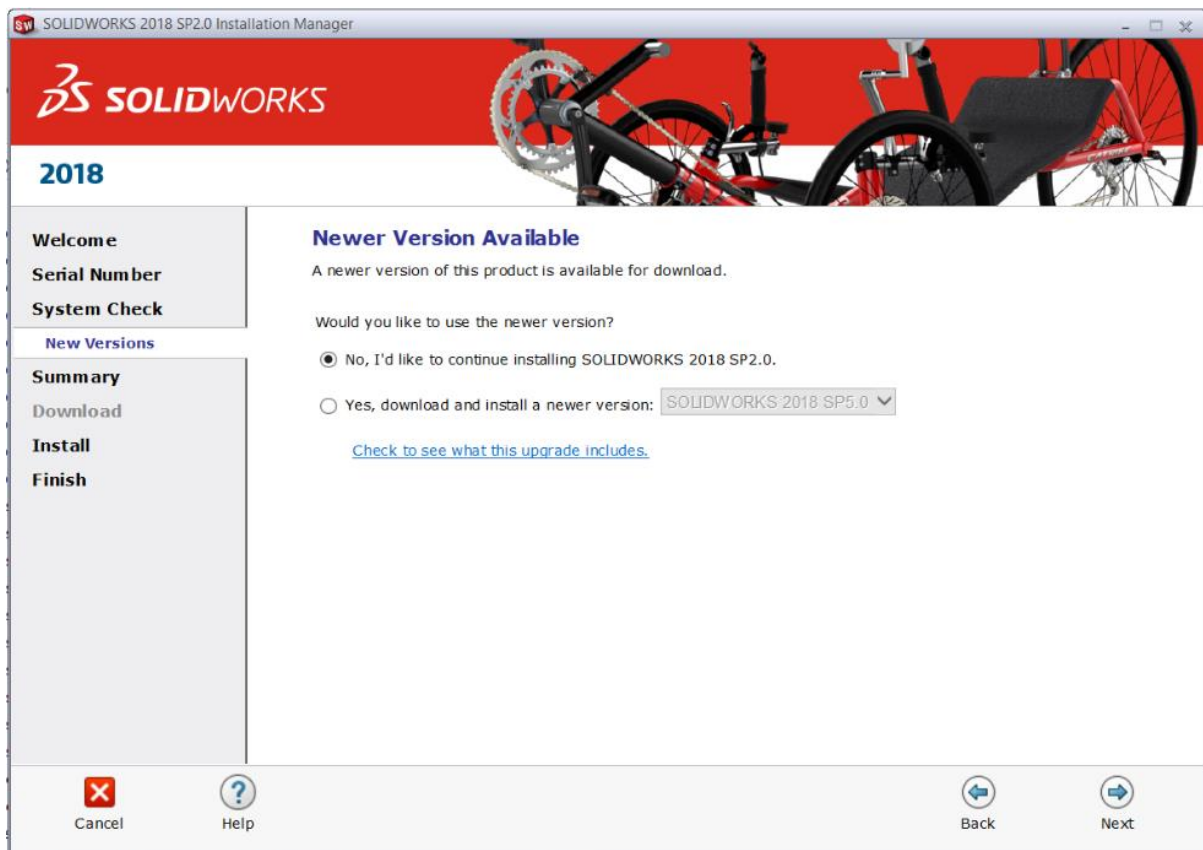 SOLIDWORKS 2018 SP2.0 Installation Manager
SOLIDWORKS
2018
Welcome
Serial Number
System Check
New Versions
Summary
Download
Install
Finish
Newer Version Available
A newer version of this product is available for download.
Would you like to use the newer version?
No, I'd like to continue installing SOLIDWORKS 2018 SP2.0.
Yes, download and install a newer version: SOLIDWORKS 2018 SP5.0
Check to see what this upgrade includes.
Cancel
Help
Back
Next